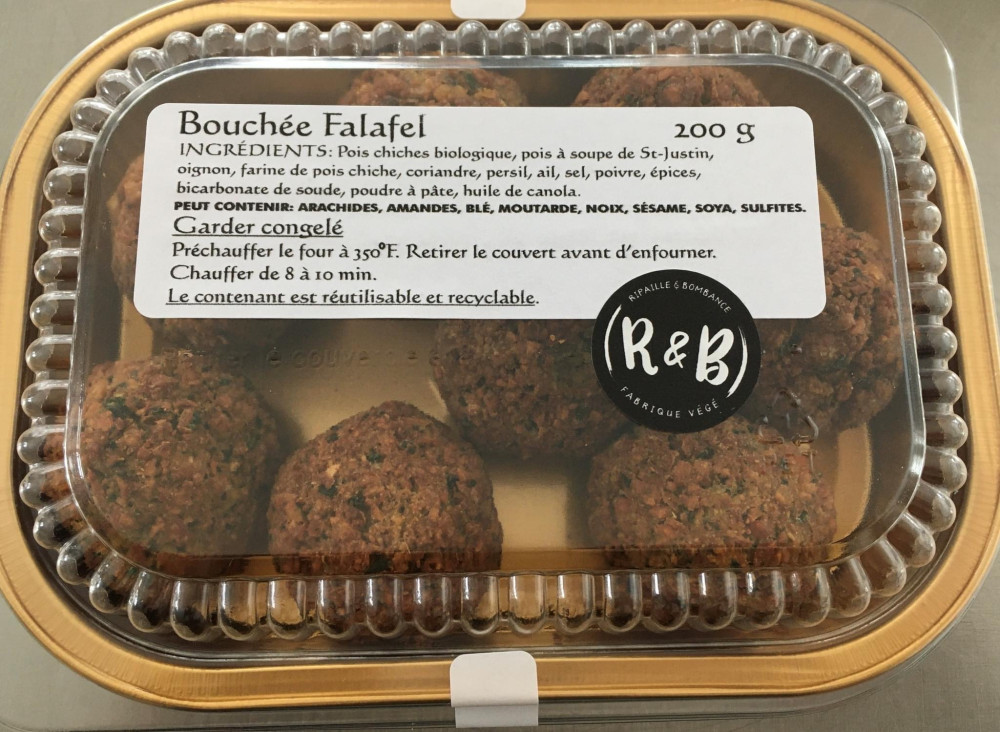 Bouchée Falafel 200 g
INGRÉDIENTS: Pois chiches biologique, pois à soupe de St-Justin,
oignon, farine de pois chiche, coriandre, persil, ail, sel, poivre, épices,
bicarbonate de soude, poudre à pâte, huile de canola.
PEUT CONTENIR: ARACHIDES, AMANDES, BLÉ, MOUTARDE, NOIX, SÉSAME, SOYA, SULFITES.
Garder congelé
Préchauffer le four à 350°F. Retirer le couvert avant d'enfourner.
Chauffer de 8 à 10 min.
Le contenant est réutilisable et recyclable.
RIPAILLE & BOMBANCE
(R&B)
FABRIQUE VÉGÉ